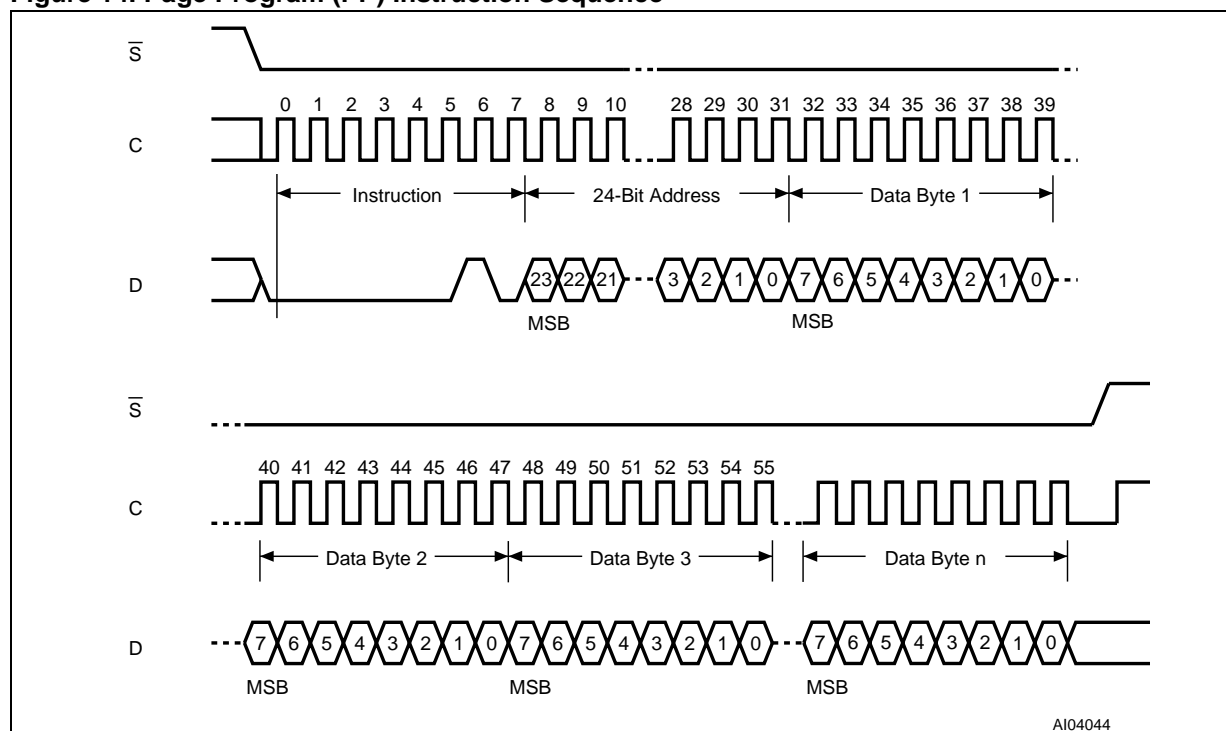 Figure 14. Page Program (PP) Instruction Sequence
S̅
0 1 2 3 4 5 6 7 8 9 10 28 29 30 31 32 33 34 35 36 37 38 39
C
Instruction 24-Bit Address Data Byte 1
D 23 22 21 3 2 1 0 7 6 5 4 3 2 1 0
MSB MSB
S̅
40 41 42 43 44 45 46 47 48 49 50 51 52 53 54 55
C
Data Byte 2 Data Byte 3 Data Byte n
D 7 6 5 4 3 2 1 0 7 6 5 4 3 2 1 0 7 6 5 4 3 2 1 0
MSB MSB MSB
AI04044